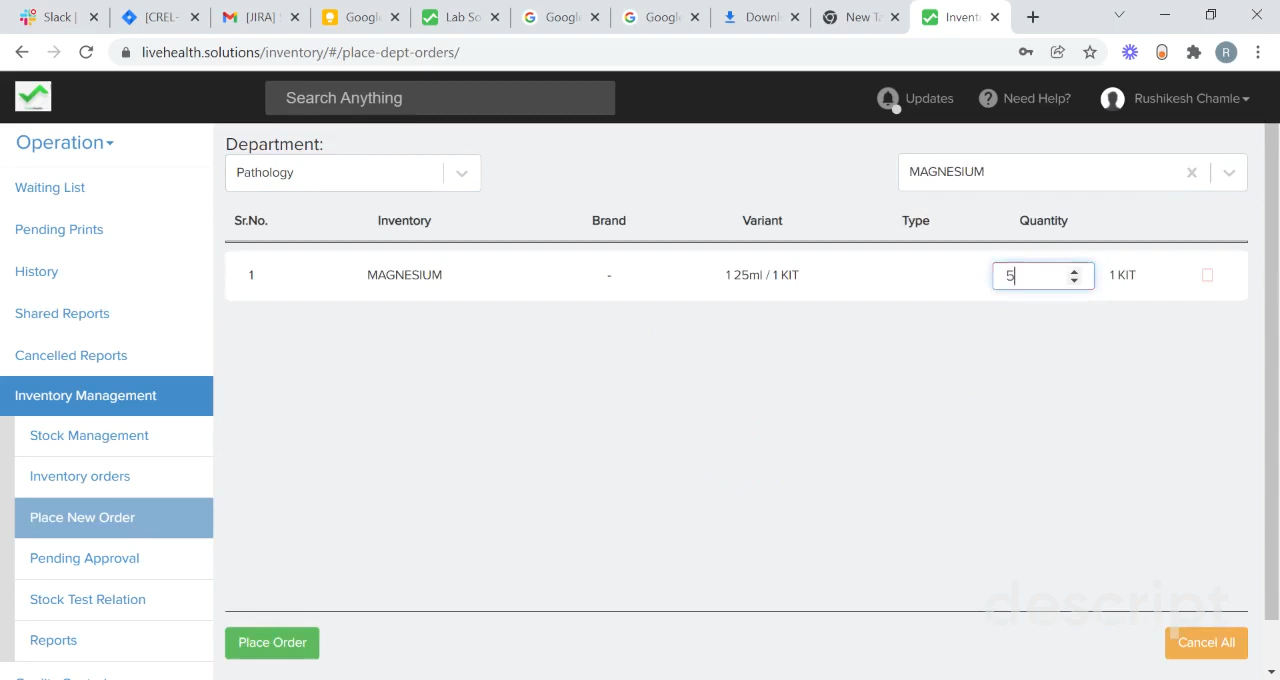 Slack |
[CREL-
[JIRA] S
Googl
Lab So
Google
Google
Downl
New Ta
Invent
livehealth.solutions/inventory/#/place-dept-orders/
R
Search Anything
Updates
Need Help?
Rushikesh Chamle
Operation
Waiting List
Pending Prints
History
Shared Reports
Cancelled Reports
Inventory Management
Stock Management
Inventory orders
Place New Order
Pending Approval
Stock Test Relation
Reports
Department:
Pathology
MAGNESIUM
Sr.No. Inventory Brand Variant Type Quantity
1 MAGNESIUM - 1 25ml / 1 KIT 5 1 KIT
descript
Place Order
Cancel All